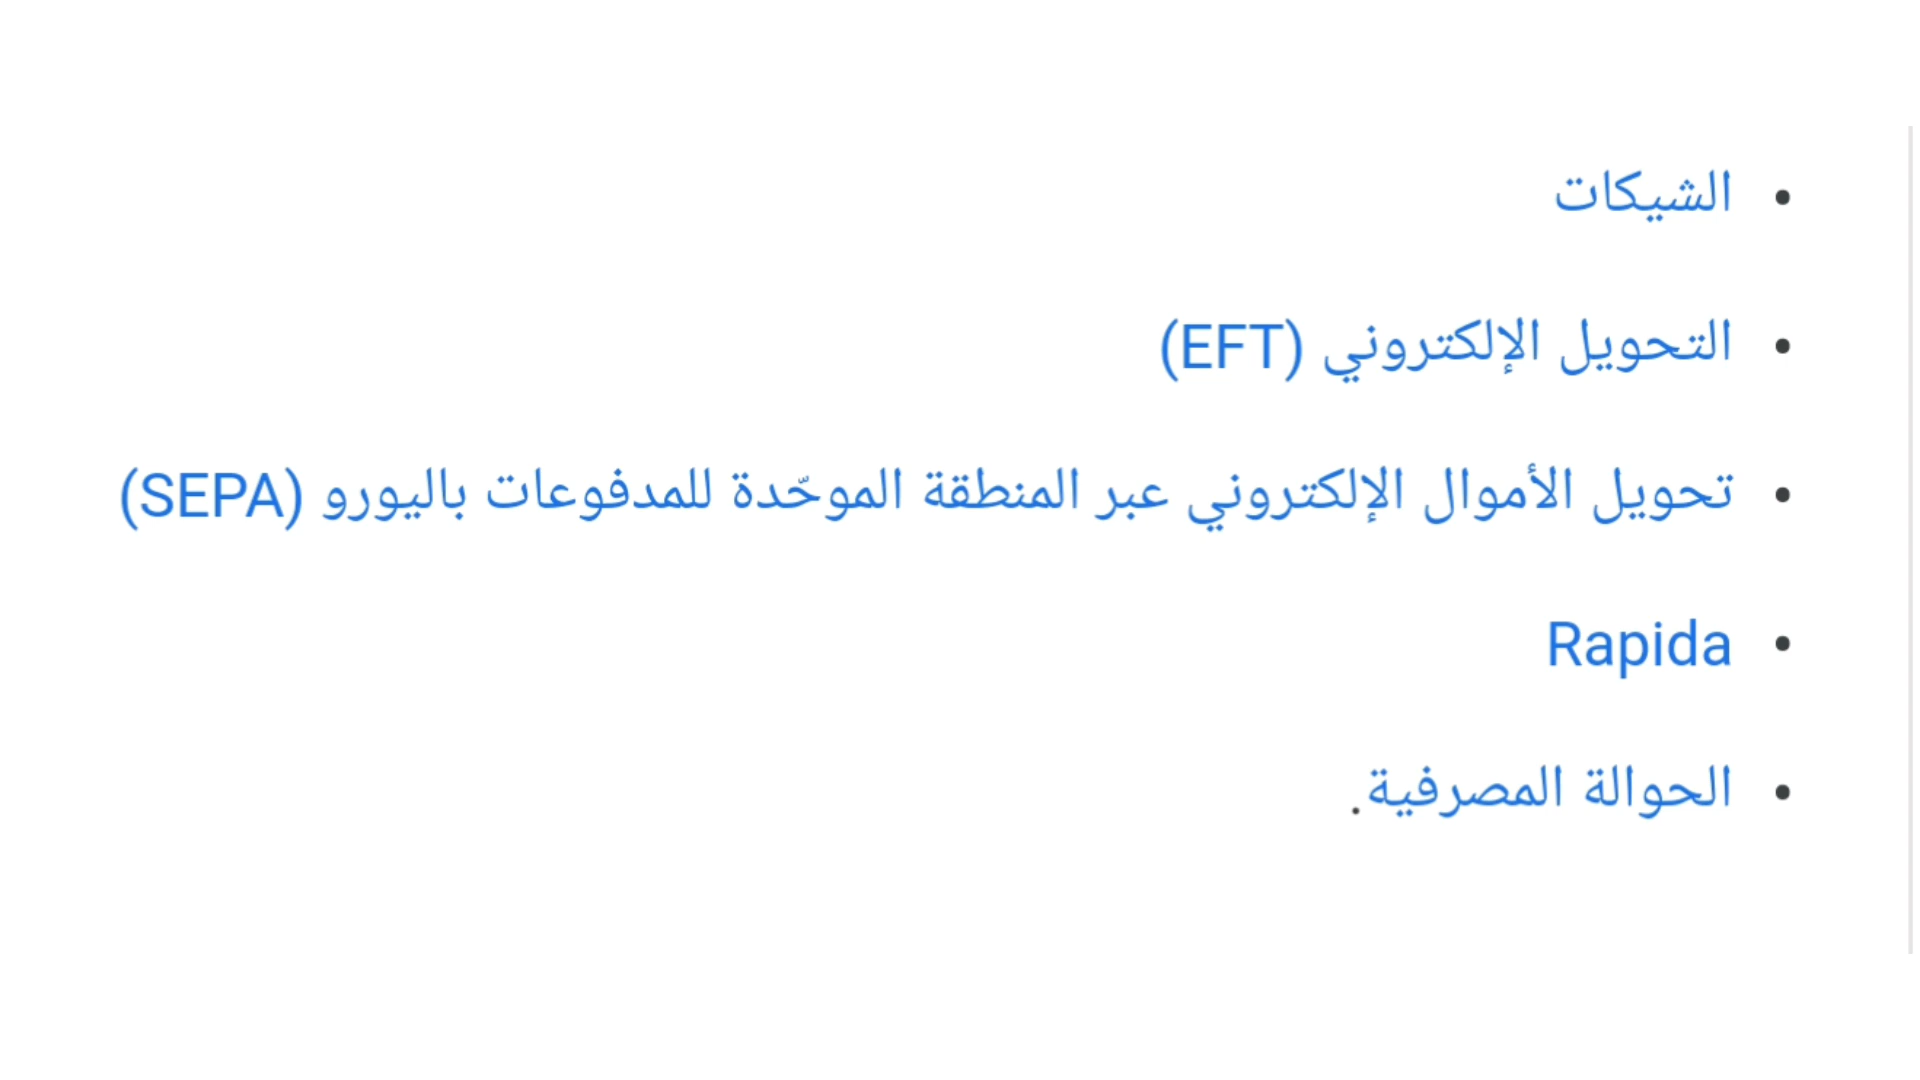 • الشيكات
• التحويل الإلكتروني (EFT)
• تحويل الأموال الإلكتروني عبر المنطقة الموحّدة للمدفوعات باليورو (SEPA)
• Rapida
• الحوالة المصرفية.